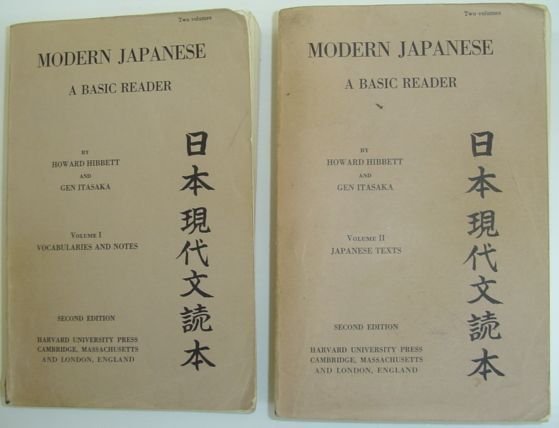 Two volumes
MODERN JAPANESE
A BASIC READER
BY
HOWARD HIBBETT
AND
GEN ITASAKA
VOLUME I
VOCABULARIES AND NOTES
SECOND EDITION
HARVARD UNIVERSITY PRESS
CAMBRIDGE, MASSACHUSETTS
AND LONDON, ENGLAND
日本現代文読本
Two volumes
MODERN JAPANESE
A BASIC READER
BY
HOWARD HIBBETT
AND
GEN ITASAKA
VOLUME II
JAPANESE TEXTS
SECOND EDITION
HARVARD UNIVERSITY PRESS
CAMBRIDGE, MASSACHUSETTS
AND LONDON, ENGLAND
日本現代文読本